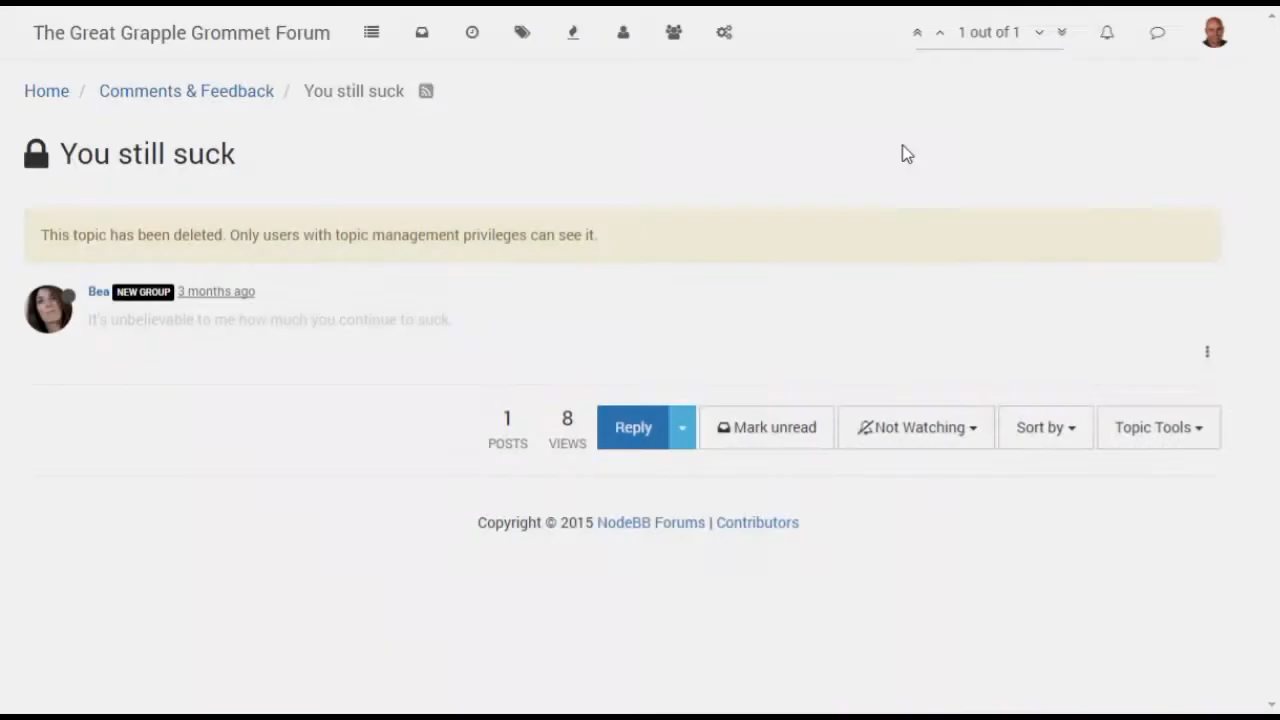 The Great Grapple Grommet Forum
1 out of 1
Home / Comments & Feedback / You still suck
You still suck
This topic has been deleted. Only users with topic management privileges can see it.
Bea NEW GROUP 3 months ago
It's unbelievable to me how much you continue to suck.
1 8 Reply Mark unread Not Watching Sort by Topic Tools
POSTS VIEWS
Copyright © 2015 NodeBB Forums | Contributors